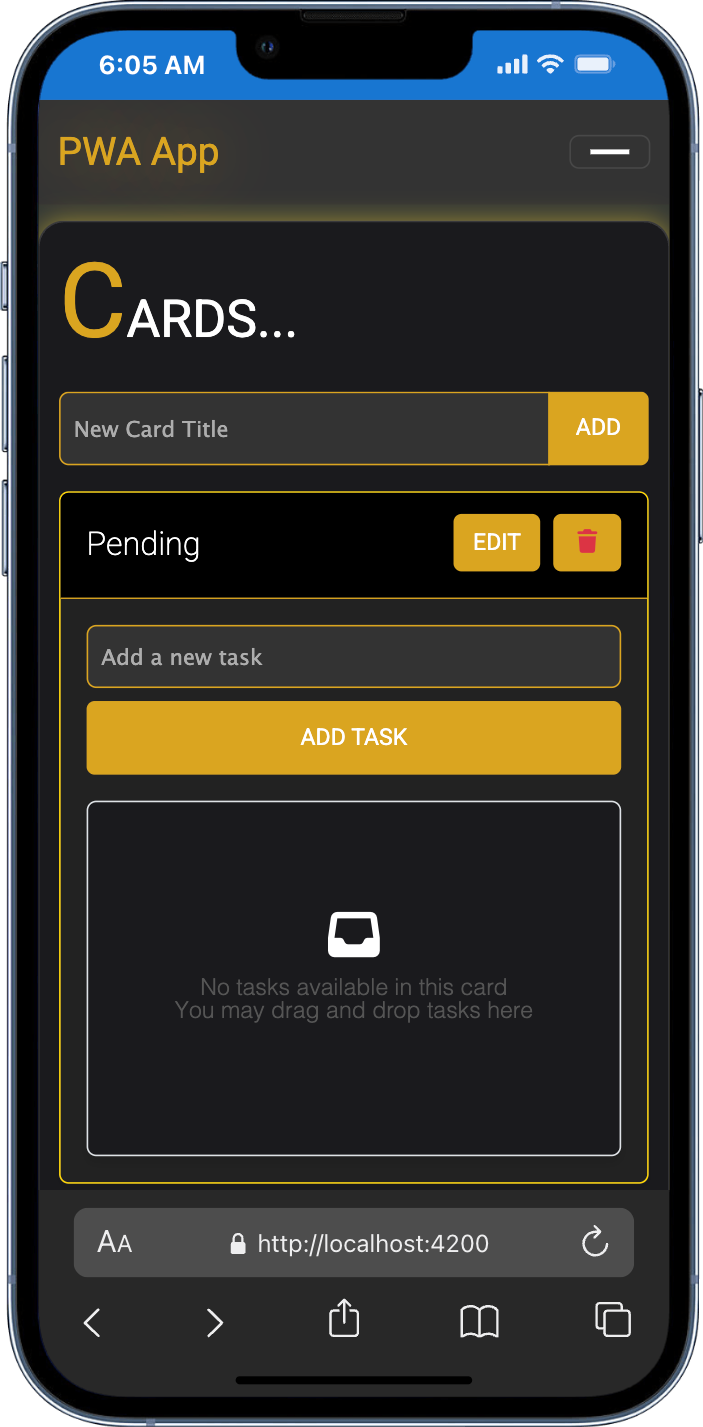 6:05 AM
PWA App
CARDS...
New Card Title
ADD
Pending
EDIT
Add a new task
ADD TASK
No tasks available in this card
You may drag and drop tasks here
AA
http://localhost:4200